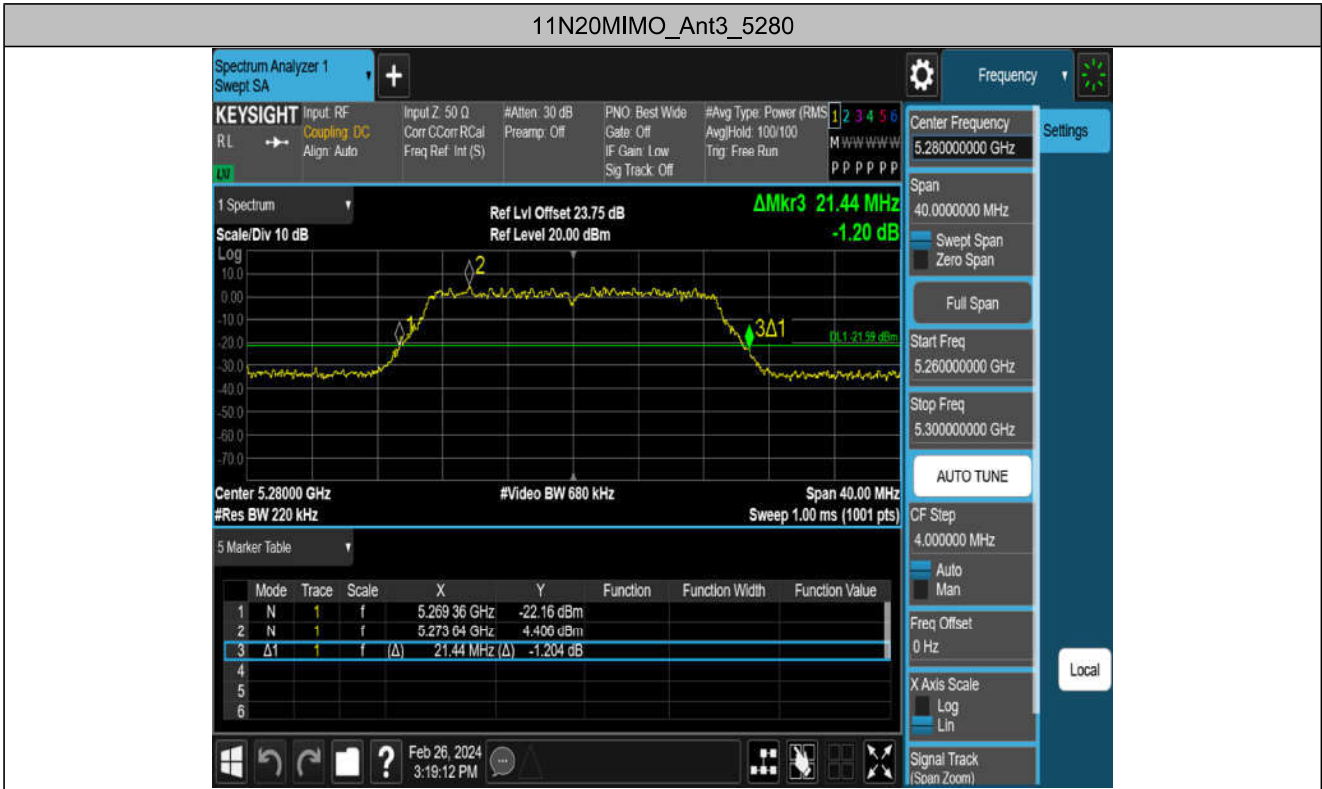 11N20MIMO_Ant3_5280
Spectrum Analyzer 1
Swept SA
+
Frequency
KEYSIGHT
RL
LXI
Input: RF
Coupling: DC
Align: Auto
Input Z: 50 Ω
Corr CCorr RCal
Freq Ref: Int (S)
#Atten: 30 dB
Preamp: Off
PNO: Best Wide
Gate: Off
IF Gain: Low
Sig Track: Off
#Avg Type: Power (RMS
Avg|Hold: 100/100
Trig: Free Run
1 2 3 4 5 6
M W W W W W
P P P P P P
Center Frequency
5.280000000 GHz
Settings
Span
40.0000000 MHz
Swept Span
Zero Span
Full Span
Start Freq
5.260000000 GHz
Stop Freq
5.300000000 GHz
AUTO TUNE
CF Step
4.000000 MHz
Auto
Man
Freq Offset
0 Hz
X Axis Scale
Log
Lin
Signal Track
(Span Zoom)
Local
1 Spectrum
Scale/Div 10 dB
Ref Lvl Offset 23.75 dB
Ref Level 20.00 dBm
ΔMkr3 21.44 MHz
-1.20 dB
Log
10.0
0.00
-10.0
-20.0
-30.0
-40.0
-50.0
-60.0
-70.0
2
1
3Δ1
DL1 -21.59 dBm
Center 5.28000 GHz
#Video BW 680 kHz
Span 40.00 MHz
#Res BW 220 kHz
Sweep 1.00 ms (1001 pts)
5 Marker Table
Mode Trace Scale X Y Function Function Width Function Value
1 N 1 f 5.269 36 GHz -22.16 dBm
2 N 1 f 5.273 64 GHz 4.406 dBm
3 Δ1 1 f (Δ) 21.44 MHz (Δ) -1.204 dB
4
5
6
?
Feb 26, 2024
3:19:12 PM